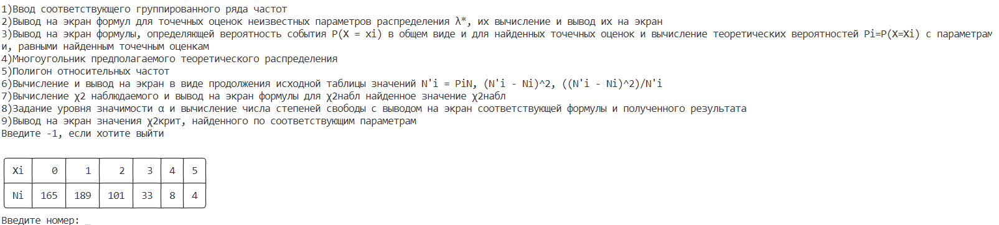 1)Ввод соответствующего группированного ряда частот
2)Вывод на экран формул для точечных оценок неизвестных параметров распределения λ*, их вычисление и вывод их на экран
3)Вывод на экран формулы, определяющей вероятность события P(X = xi) в общем виде и для найденных точечных оценок и вычисление теоретических вероятностей Pi=P(X=Xi) с параметрам
и, равными найденным точечным оценкам
4)Многоугольник предполагаемого теоретического распределения
5)Полигон относительных частот
6)Вычисление и вывод на экран в виде продолжения исходной таблицы значений N'i = PiN, (N'i - Ni)^2, ((N'i - Ni)^2)/N'i
7)Вычисление χ2 наблюдаемого и вывод на экран формулы для χ2набл найденное значение χ2набл
8)Задание уровня значимости α и вычисление числа степеней свободы с выводом на экран соответствующей формулы и полученного результата
9)Вывод на экран значения χ2крит, найденного по соответствующим параметрам
Введите -1, если хотите выйти
Xi 0 1 2 3 4 5
Ni 165 189 101 33 8 4
Введите номер: _